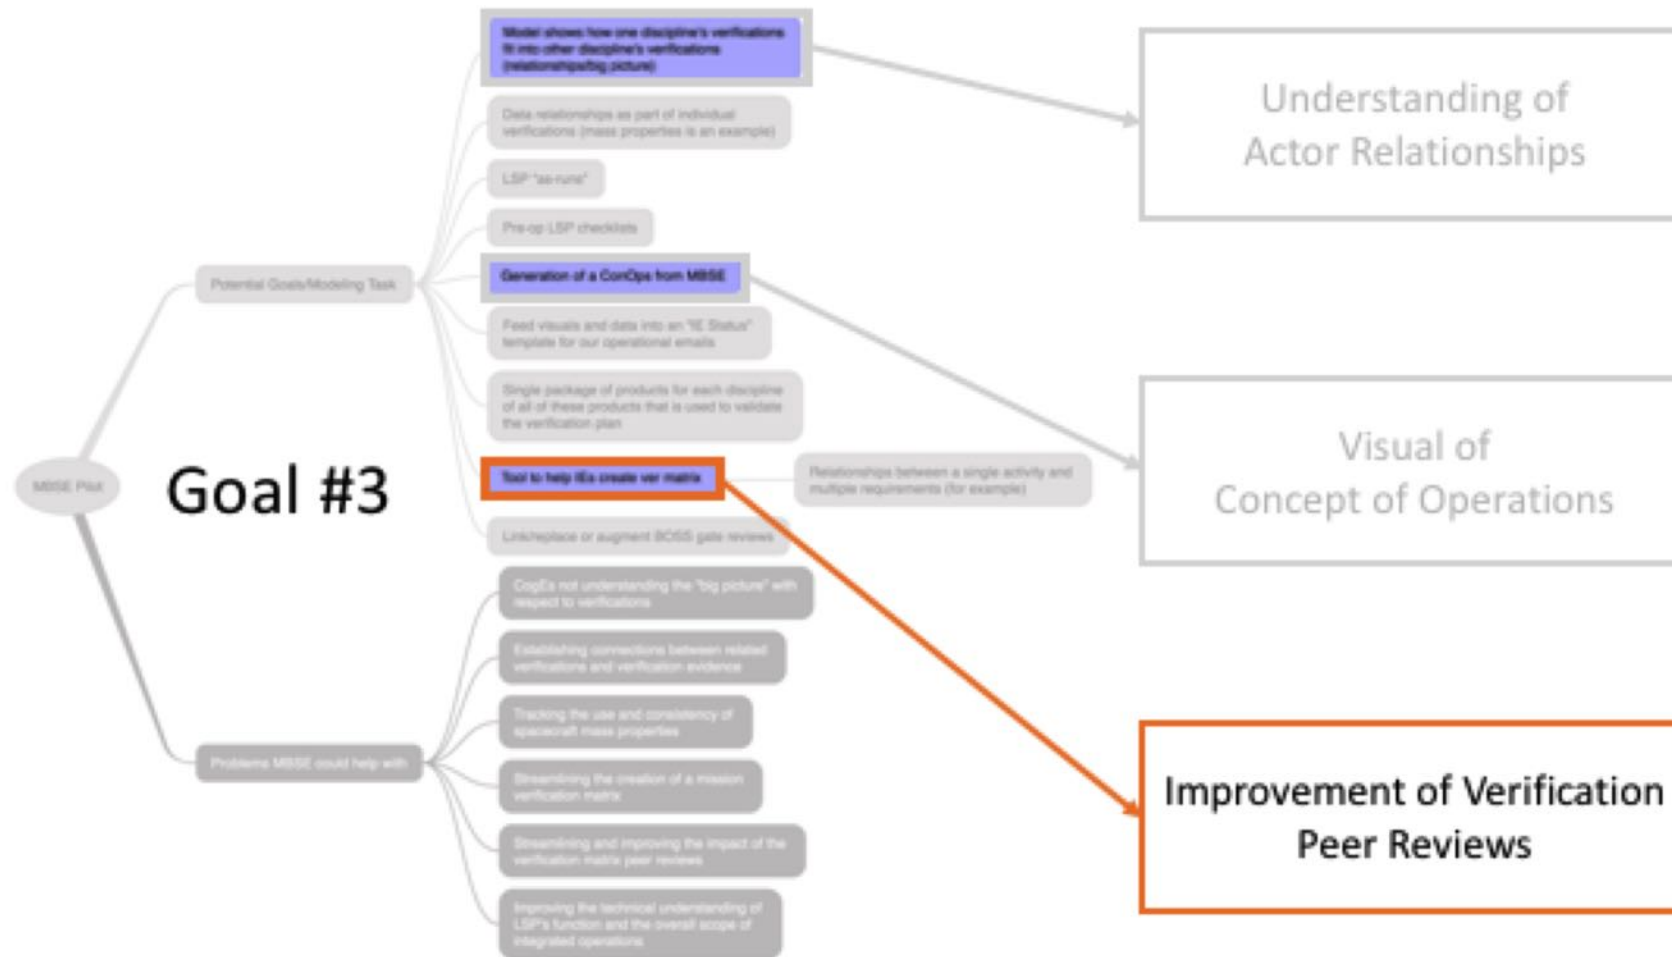 Model shows how one discipline's verifications
fit into other discipline's verifications
(relationships/big picture)
Data relationships as part of individual
verifications (mass properties is an example)
LSP "as-runs"
Pre-op LSP checklists
Generation of a ConOps from MBSE
Feed visuals and data into an "IE Status"
template for our operational emails
Single package of products for each discipline
of all of these products that is used to validate
the verification plan
Tool to help IEs create ver matrix
Relationships between a single activity and
multiple requirements (for example)
Link/replace or augment BOSS gate reviews
Potential Goals/Modeling Task
MBSE Pilot
Goal #3
Problems MBSE could help with
CogEs not understanding the "big picture" with
respect to verifications
Establishing connections between related
verifications and verification evidence
Tracking the use and consistency of
spacecraft mass properties
Streamlining the creation of a mission
verification matrix
Streamlining and improving the impact of the
verification matrix peer reviews
Improving the technical understanding of
LSP's function and the overall scope of
integrated operations
Understanding of
Actor Relationships
Visual of
Concept of Operations
Improvement of Verification
Peer Reviews